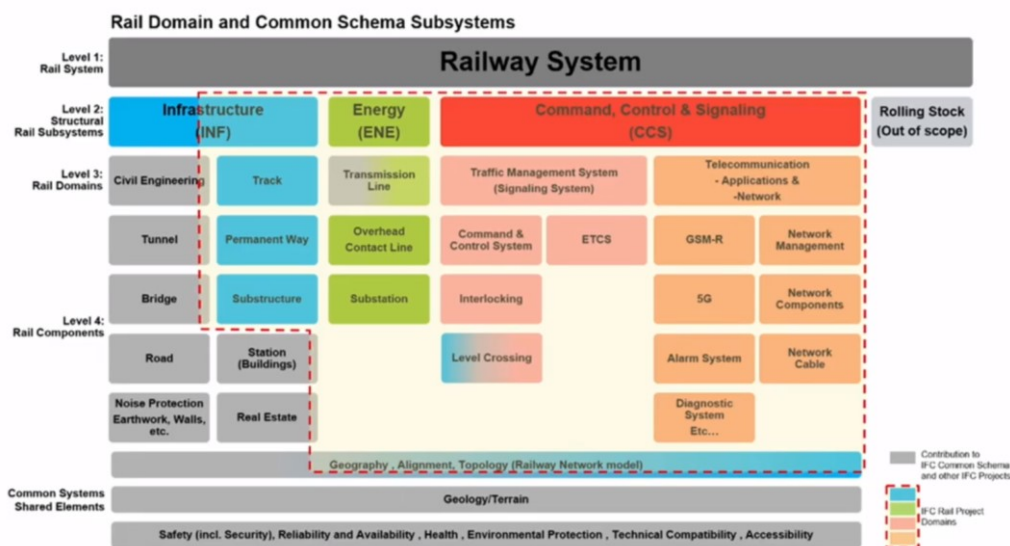 Rail Domain and Common Schema Subsystems
Level 1:
Rail System
Railway System
Level 2:
Structural
Rail Subsystems
Infrastructure
(INF)
Energy
(ENE)
Command, Control & Signaling
(CCS)
Rolling Stock
(Out of scope)
Level 3:
Rail Domains
Civil Engineering
Track
Transmission
Line
Traffic Management System
(Signaling System)
Telecommunication
- Applications &
-Network
Level 4:
Rail Components
Tunnel
Permanent Way
Overhead
Contact Line
Command &
Control System
ETCS
GSM-R
Network
Management
Bridge
Substructure
Substation
Interlocking
5G
Network
Components
Road
Station
(Buildings)
Level Crossing
Alarm System
Network
Cable
Noise Protection
Earthwork, Walls,
etc.
Real Estate
Diagnostic
System
Etc...
Geography , Alignment, Topology (Railway Network model)
Common Systems
Shared Elements
Geology/Terrain
Safety (incl. Security), Reliability and Availability , Health , Environmental Protection , Technical Compatibility , Accessibility
Contribution to
IFC Common Schema
and other IFC Projects
IFC Rail Project
Domains